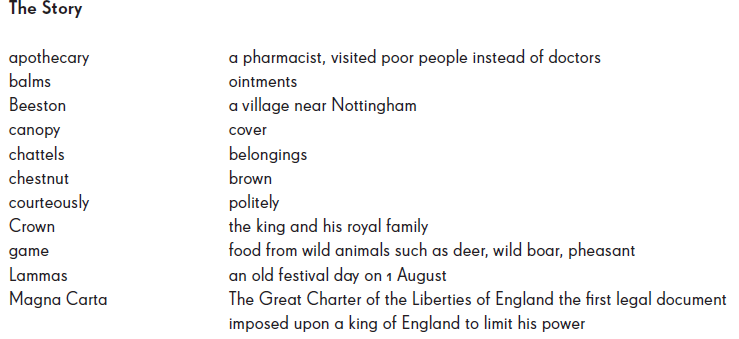 The Story
apothecary a pharmacist, visited poor people instead of doctors
balms ointments
Beeston a village near Nottingham
canopy cover
chattels belongings
chestnut brown
courteously politely
Crown the king and his royal family
game food from wild animals such as deer, wild boar, pheasant
Lammas an old festival day on 1 August
Magna Carta The Great Charter of the Liberties of England the first legal document
imposed upon a king of England to limit his power